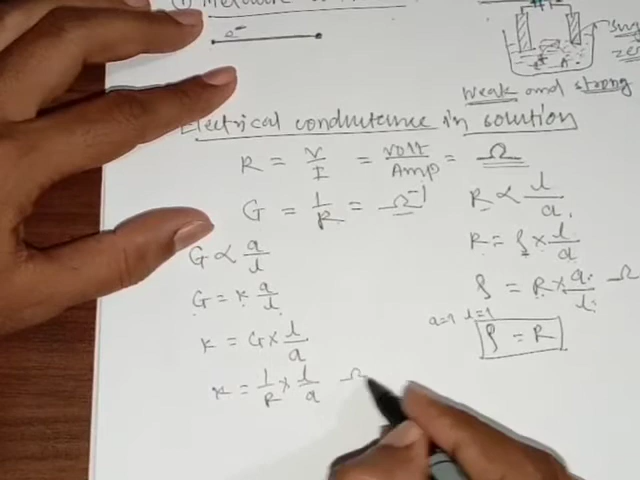 e⁻
weak and strong
Electrical conductance in solution
R = V/I = volt/Amp = Ω
G = 1/R = Ω⁻¹
R ∝ l/a
G ∝ a/l
R = ρ × l/a
G = κ a/l
ρ = R × a/l Ω
κ = G × l/a
a=1 l=1
ρ = R
κ = 1/R × l/a Ω